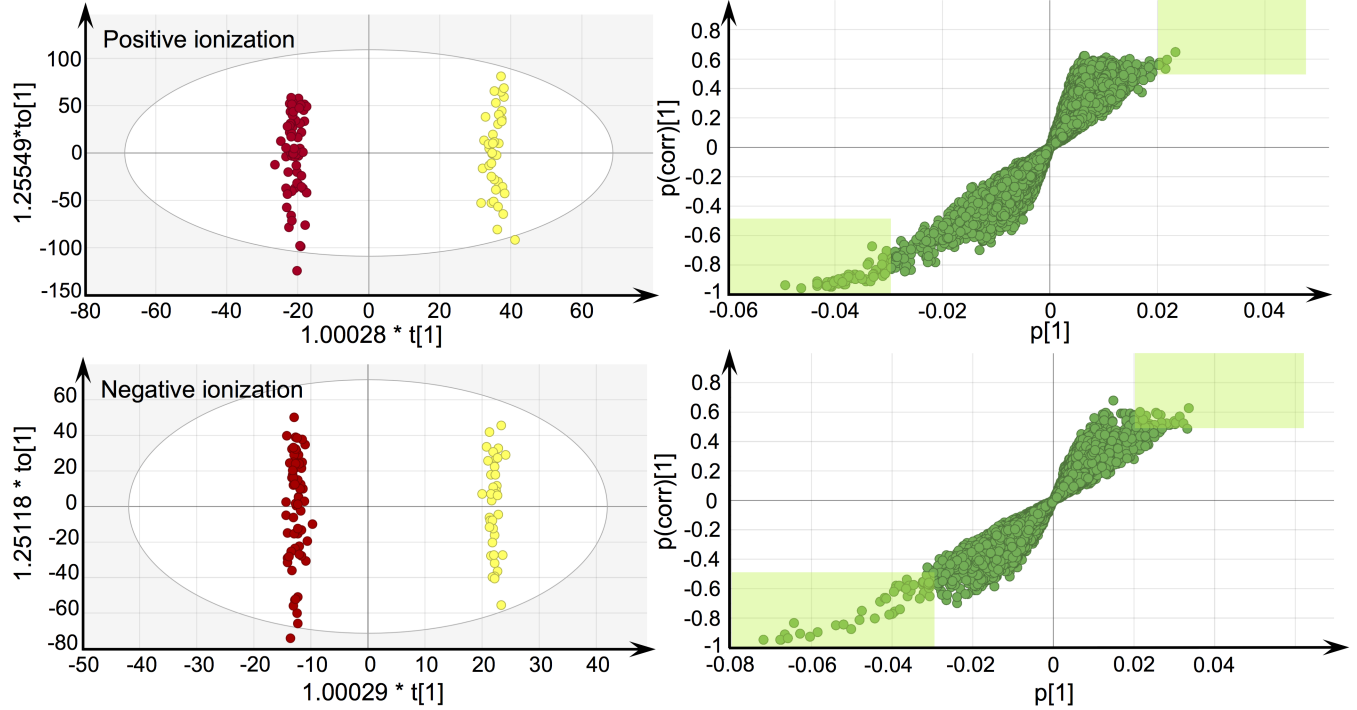 Positive ionization
100
50
0
-50
-100
-150
1.25549*to[1]
-80 -60 -40 -20 0 20 40 60
1.00028 * t[1]
0.8
0.6
0.4
0.2
0
-0.2
-0.4
-0.6
-0.8
-1
p(corr)[1]
-0.06 -0.04 -0.02 0 0.02 0.04
p[1]
Negative ionization
60
40
20
0
-20
-40
-60
-80
1.25118 * to[1]
-50 -40 -30 -20 -10 0 10 20 30 40
1.00029 * t[1]
0.8
0.6
0.4
0.2
0
-0.2
-0.4
-0.6
-0.8
-1
p(corr)[1]
-0.08 -0.06 -0.04 -0.02 0 0.02 0.04
p[1]